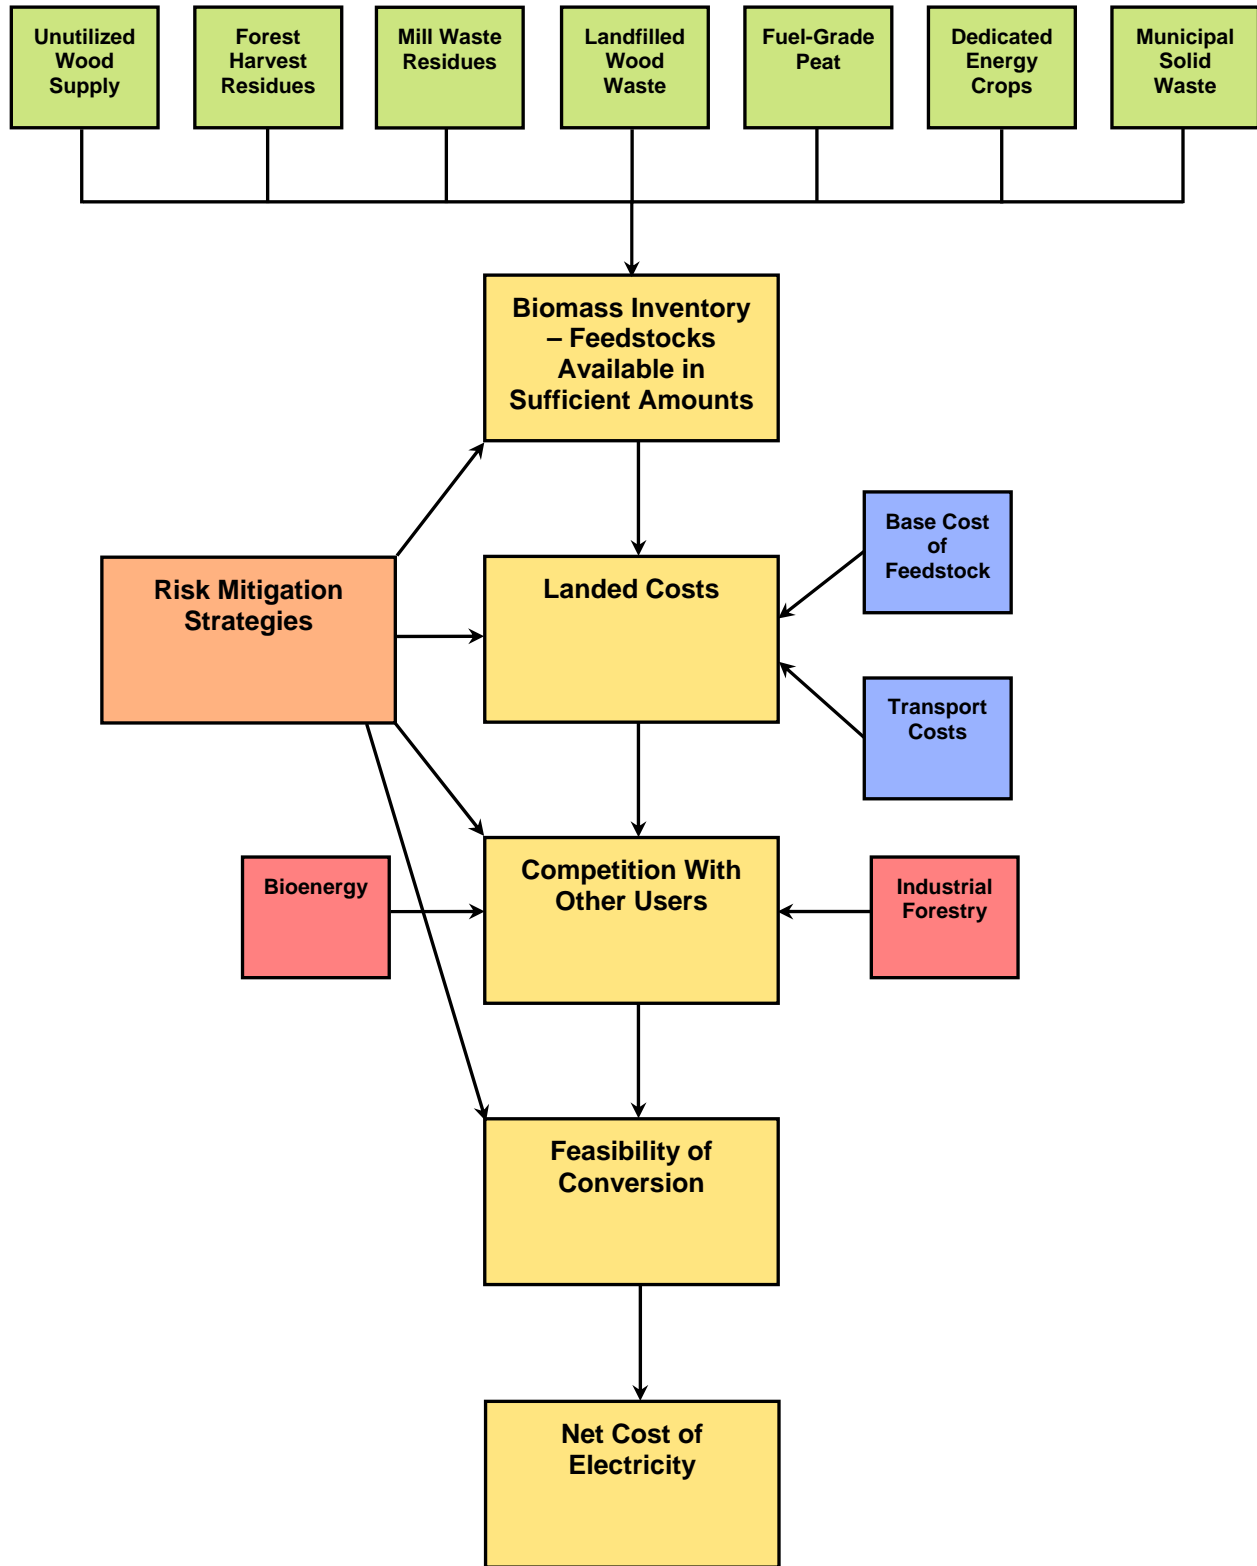 Unutilized
Wood
Supply
Forest
Harvest
Residues
Mill Waste
Residues
Landfilled
Wood
Waste
Fuel-Grade
Peat
Dedicated
Energy
Crops
Municipal
Solid
Waste
Biomass Inventory
– Feedstocks
Available in
Sufficient Amounts
Risk Mitigation
Strategies
Landed Costs
Base Cost
of
Feedstock
Transport
Costs
Bioenergy
Competition With
Other Users
Industrial
Forestry
Feasibility of
Conversion
Net Cost of
Electricity